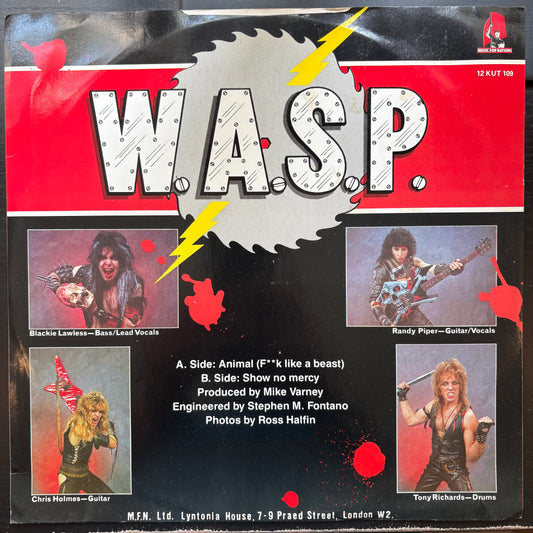 MUSIC FOR NATIONS
12 KUT 109
W.A.S.P.
Blackie Lawless—Bass/Lead Vocals
Randy Piper—Guitar/Vocals
A. Side: Animal (F**k like a beast)
B. Side: Show no mercy
Produced by Mike Varney
Engineered by Stephen M. Fontano
Photos by Ross Halfin
Chris Holmes—Guitar
Tony Richards—Drums
M.F.N. Ltd. Lyntonia House, 7-9 Praed Street, London W2.